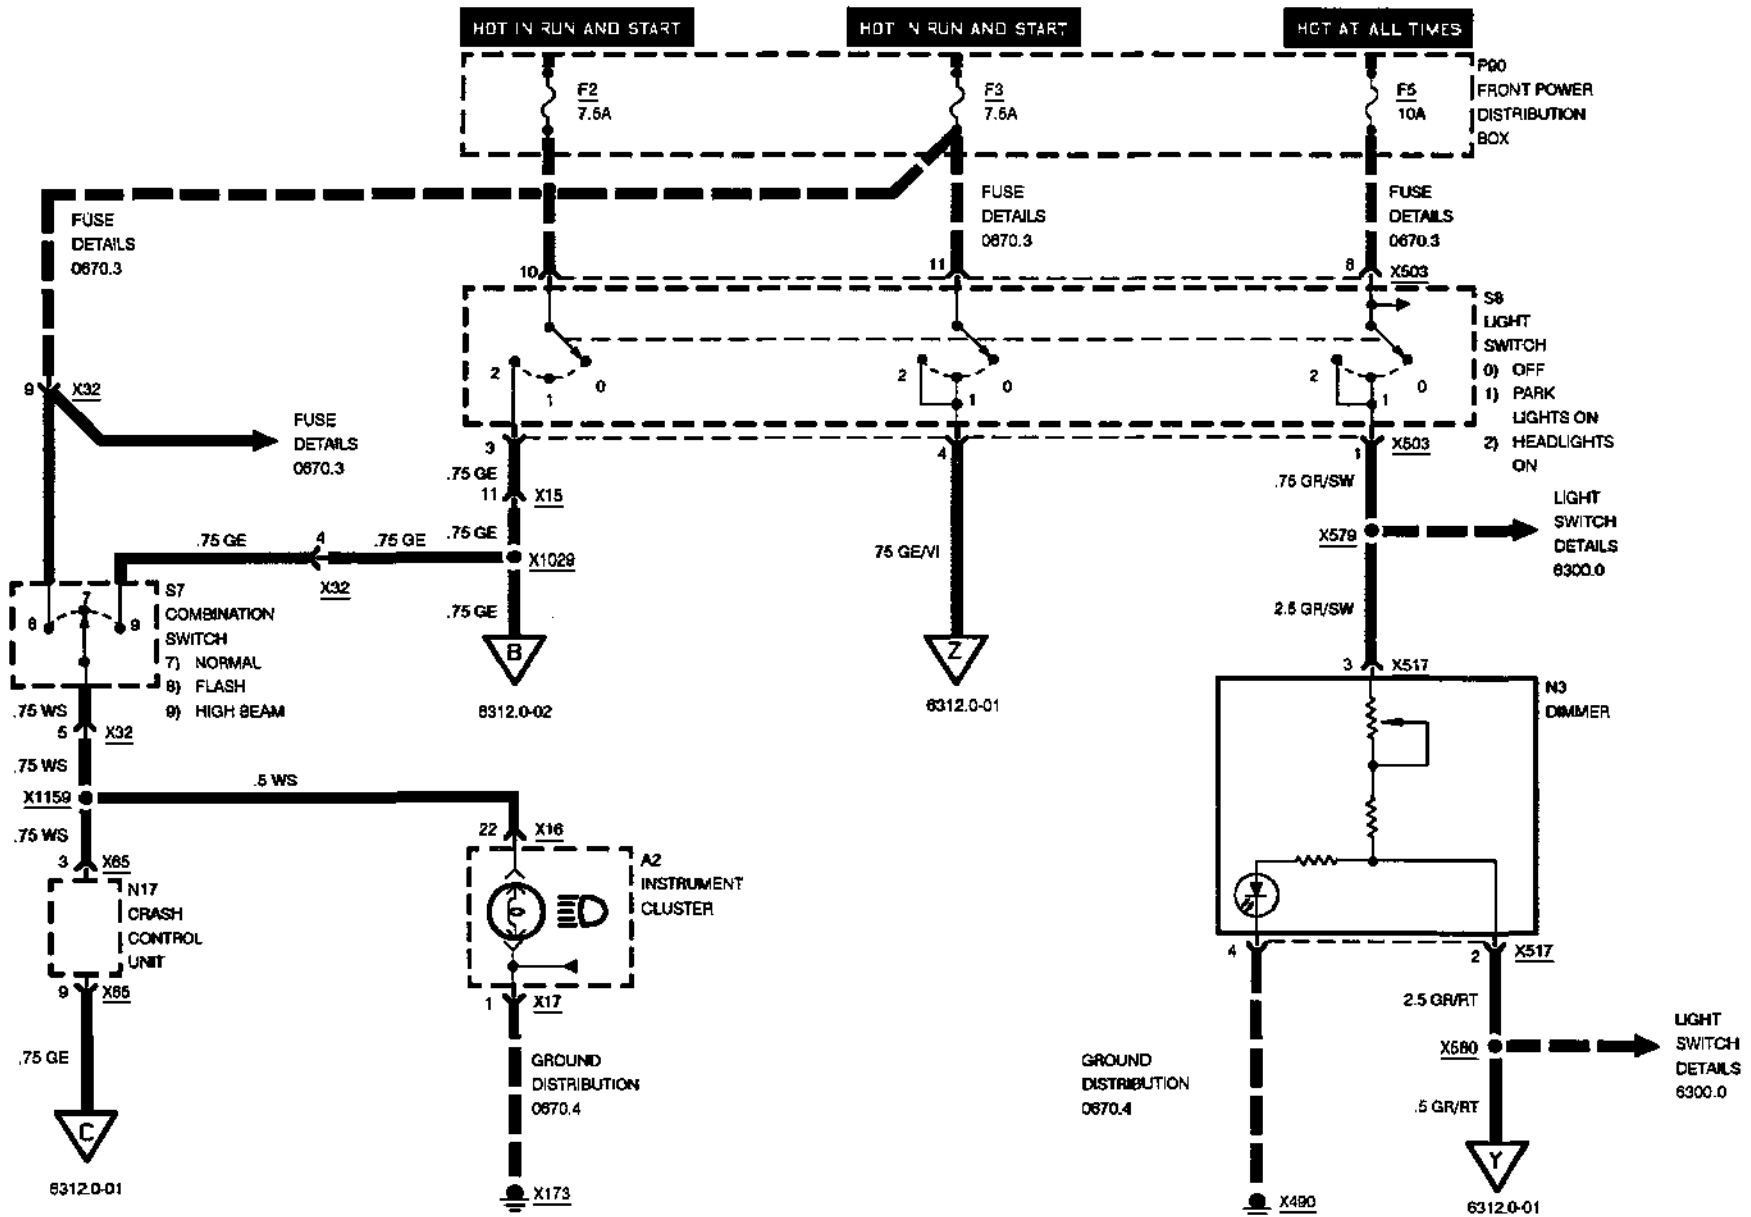 HOT IN RUN AND START
HOT IN RUN AND START
HOT AT ALL TIMES
F2
7.5A
F3
7.5A
F5
10A
P90
FRONT POWER
DISTRIBUTION
BOX
FUSE
DETAILS
0670.3
FUSE
DETAILS
0670.3
FUSE
DETAILS
0670.3
10
11
8
X503
2
1
0
2
1
0
2
1
0
S8
LIGHT
SWITCH
0) OFF
1) PARK
LIGHTS ON
2) HEADLIGHTS
ON
9
X32
FUSE
DETAILS
0670.3
3
4
1
X503
.75 GE
11
X15
.75 GR/SW
.75 GE
4
.75 GE
.75 GE
X32
X1029
.75 GE
75 GE/VI
X579
LIGHT
SWITCH
DETAILS
6300.0
2.5 GR/SW
7
8
9
S7
COMBINATION
SWITCH
7) NORMAL
8) FLASH
9) HIGH BEAM
B
6312.0-02
Z
6312.0-01
3
X517
N3
DIMMER
.75 WS
5
X32
.75 WS
X1159
.5 WS
.75 WS
22
X16
3
X65
N17
CRASH
CONTROL
UNIT
A2
INSTRUMENT
CLUSTER
9
X65
1
X17
4
2
X517
.75 GE
2.5 GR/RT
X580
LIGHT
SWITCH
DETAILS
6300.0
GROUND
DISTRIBUTION
0670.4
GROUND
DISTRIBUTION
0670.4
.5 GR/RT
C
6312.0-01
X173
X490
Y
6312.0-01